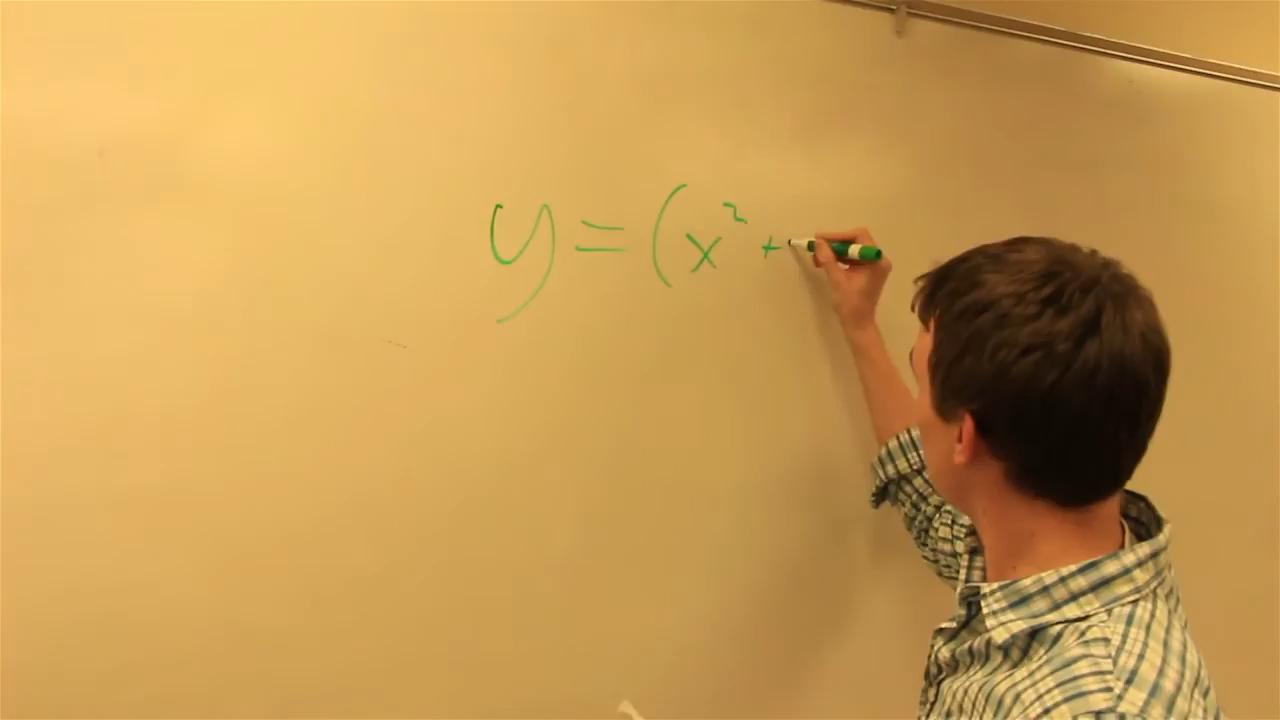 y = (x² +